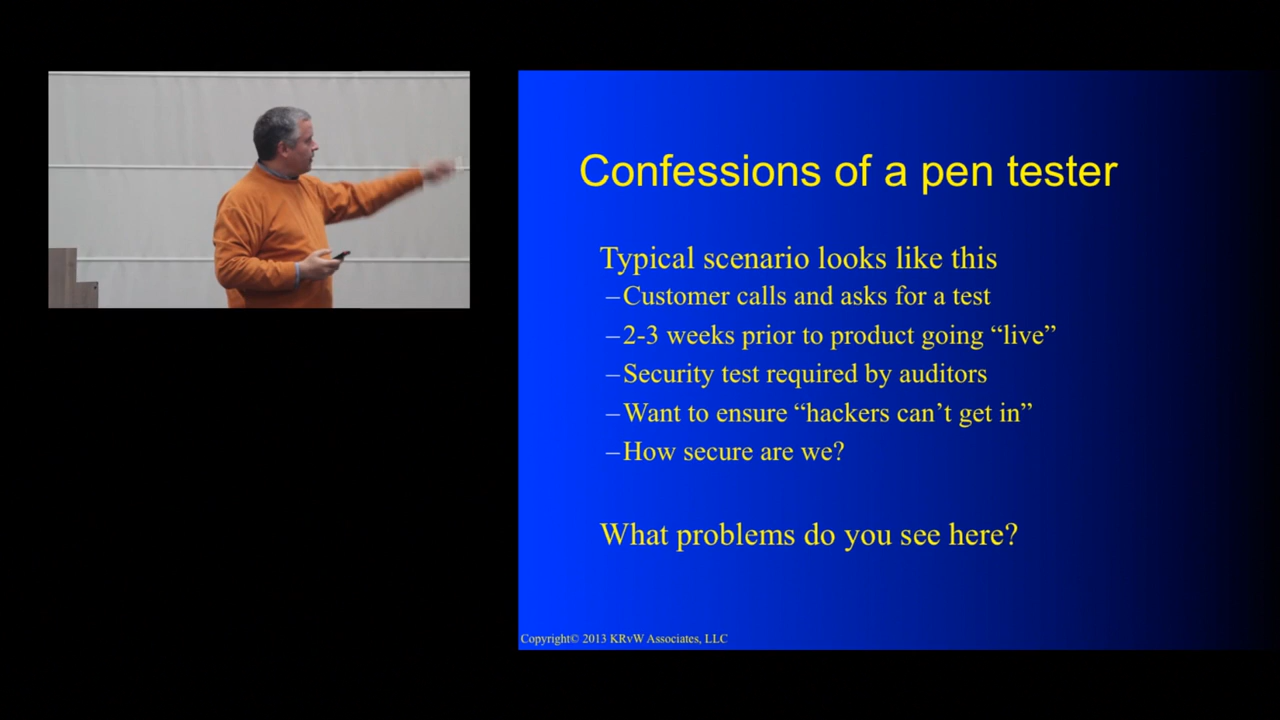 Confessions of a pen tester
Typical scenario looks like this
–Customer calls and asks for a test
–2-3 weeks prior to product going “live”
–Security test required by auditors
–Want to ensure “hackers can’t get in”
–How secure are we?
What problems do you see here?
Copyright© 2013 KRvW Associates, LLC